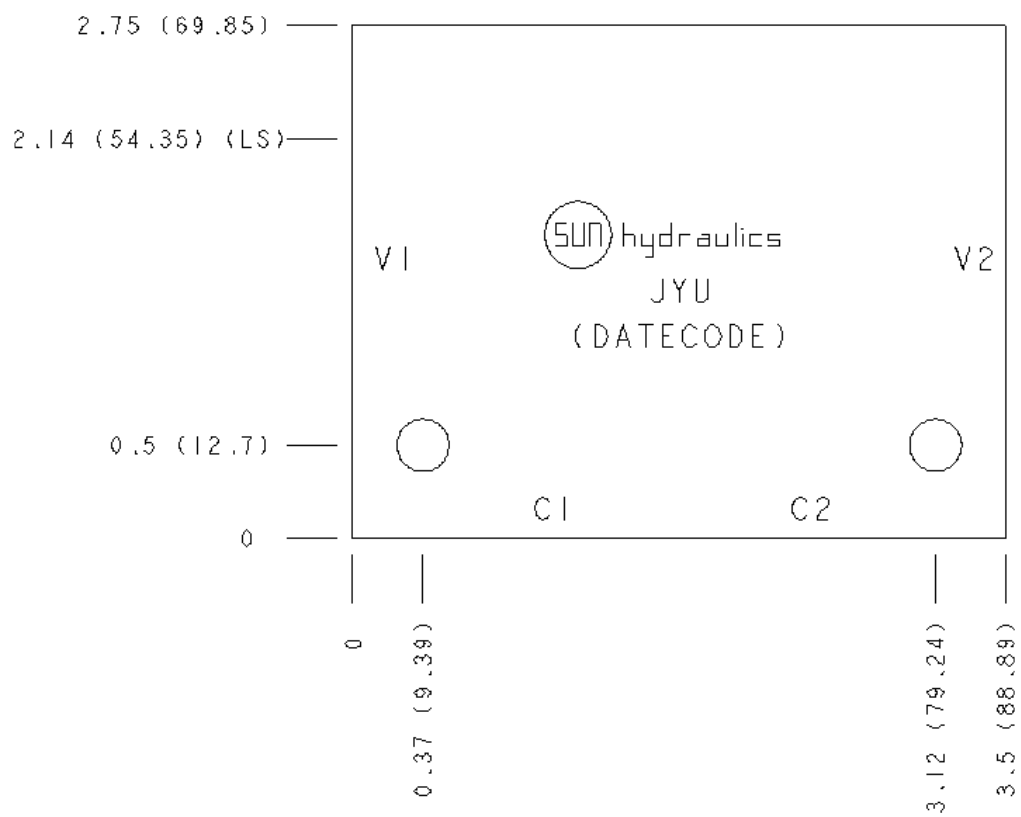 2.75 (69.85)
2.14 (54.35) (LS)
SUN hydraulics
V1
V2
JYU
(DATECODE)
0.5 (12.7)
C1
C2
0
0
0.37 (9.39)
3.12 (79.24)
3.5 (88.89)